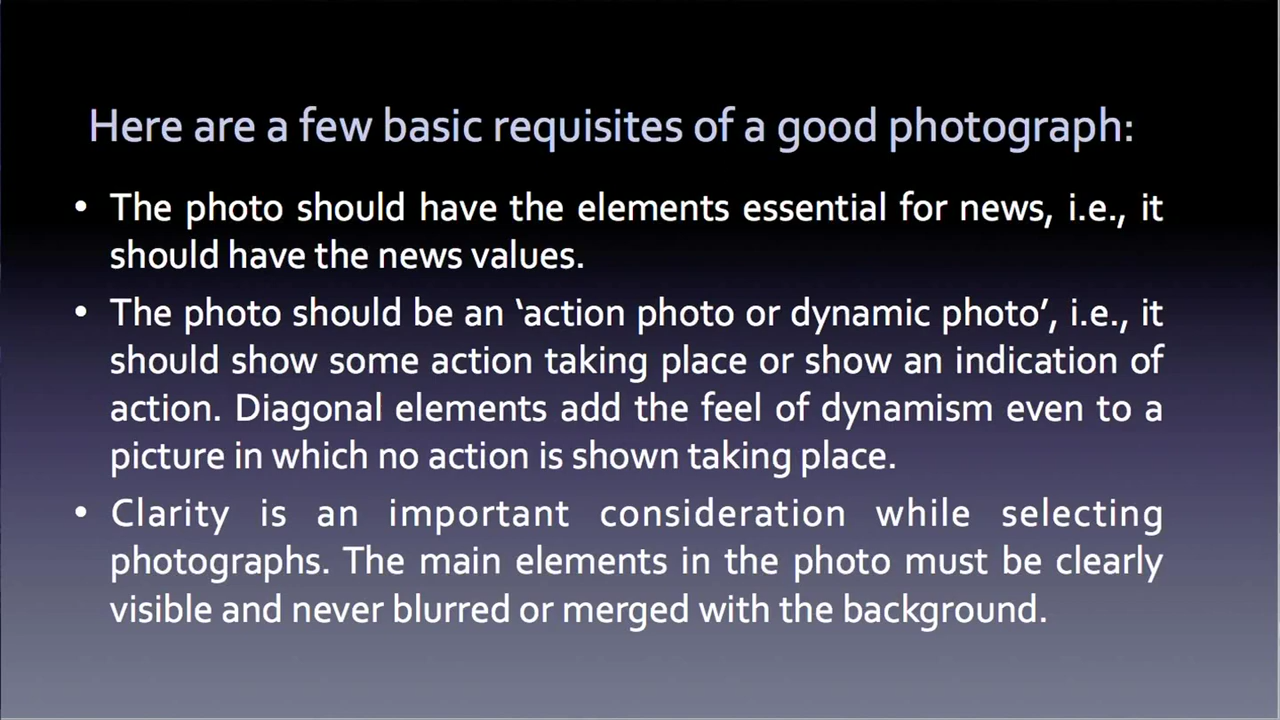 Here are a few basic requisites of a good photograph:
• The photo should have the elements essential for news, i.e., it
should have the news values.
• The photo should be an ‘action photo or dynamic photo’, i.e., it
should show some action taking place or show an indication of
action. Diagonal elements add the feel of dynamism even to a
picture in which no action is shown taking place.
• Clarity is an important consideration while selecting
photographs. The main elements in the photo must be clearly
visible and never blurred or merged with the background.